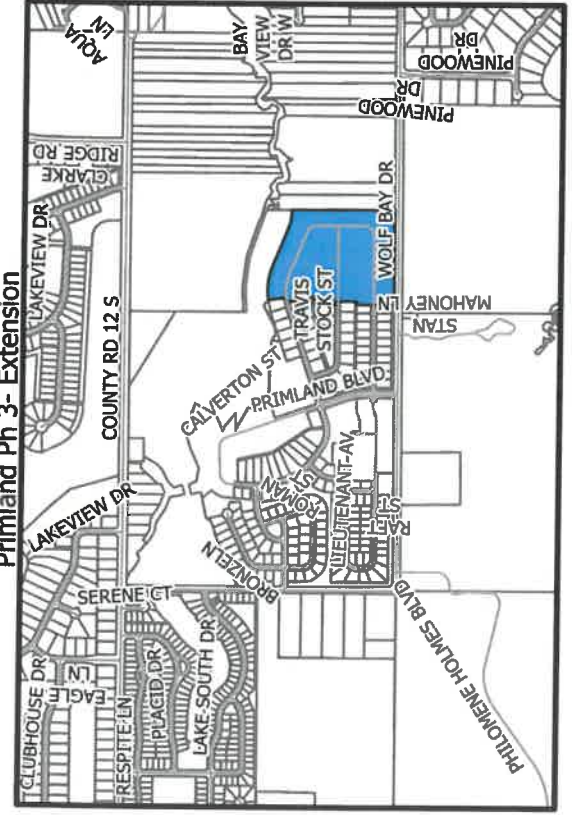 Primland Ph 3- Extension
AQUA
LN
BAY
VIEW
DR W
PINEWOOD
DR
PINEWOOD
DR
CLARKE
RIDGE RD
LAKEVIEW DR
COUNTY RD 12 S
WOLF BAY DR
TRAVIS
STOCK ST
STAN
MAHONEY LN
CALVERTON ST
W PRIMLAND BLVD
LAKEVIEW DR
ROMAN
ST
LIEUTENANT AV
RAFT
ST
BRONZE LN
SERENE CT
CLUBHOUSE DR
EAGLE
LN
RESPITE LN
PLACID DR
LAKE SOUTH DR
PHILOMENE HOLMES BLVD